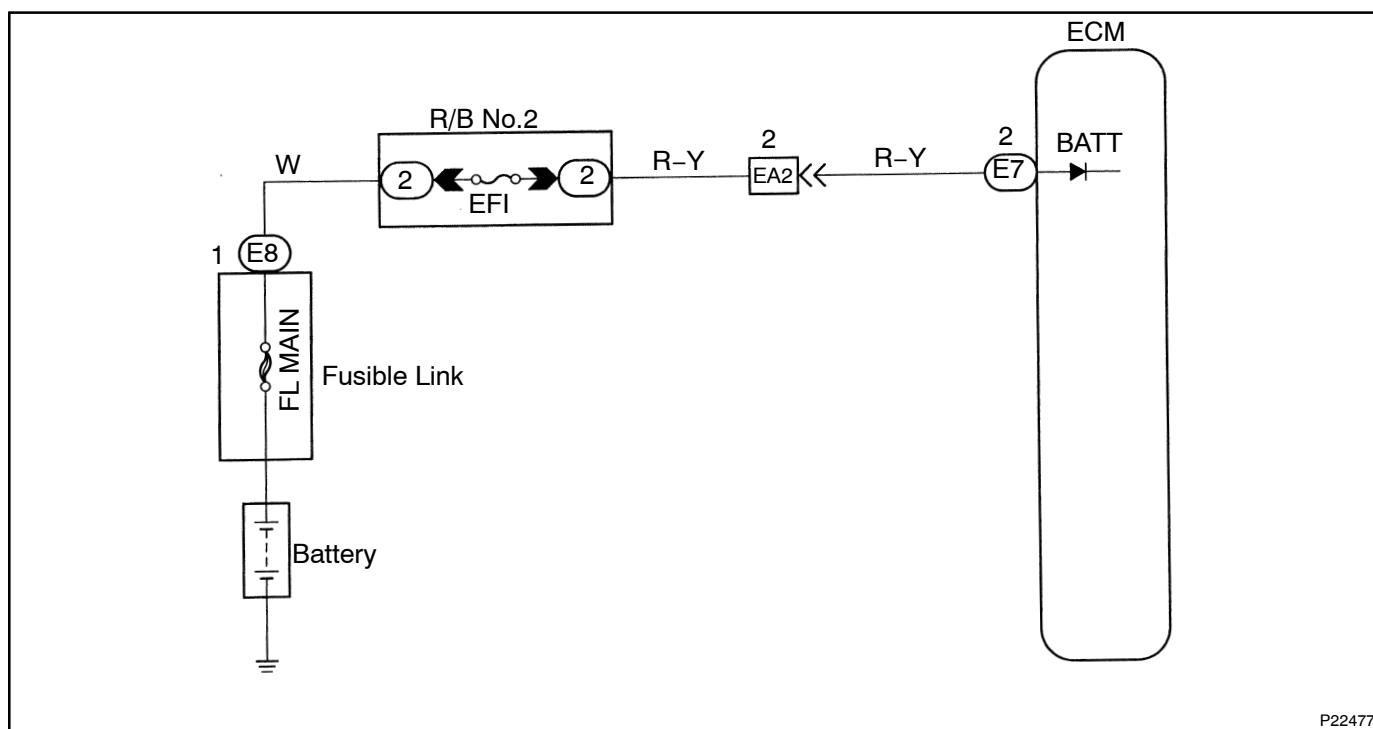 ECM
R/B No.2
W
2
2
EFI
R–Y
2
EA2
R–Y
2
E7
BATT
1
E8
FL MAIN
Fusible Link
Battery
P22477